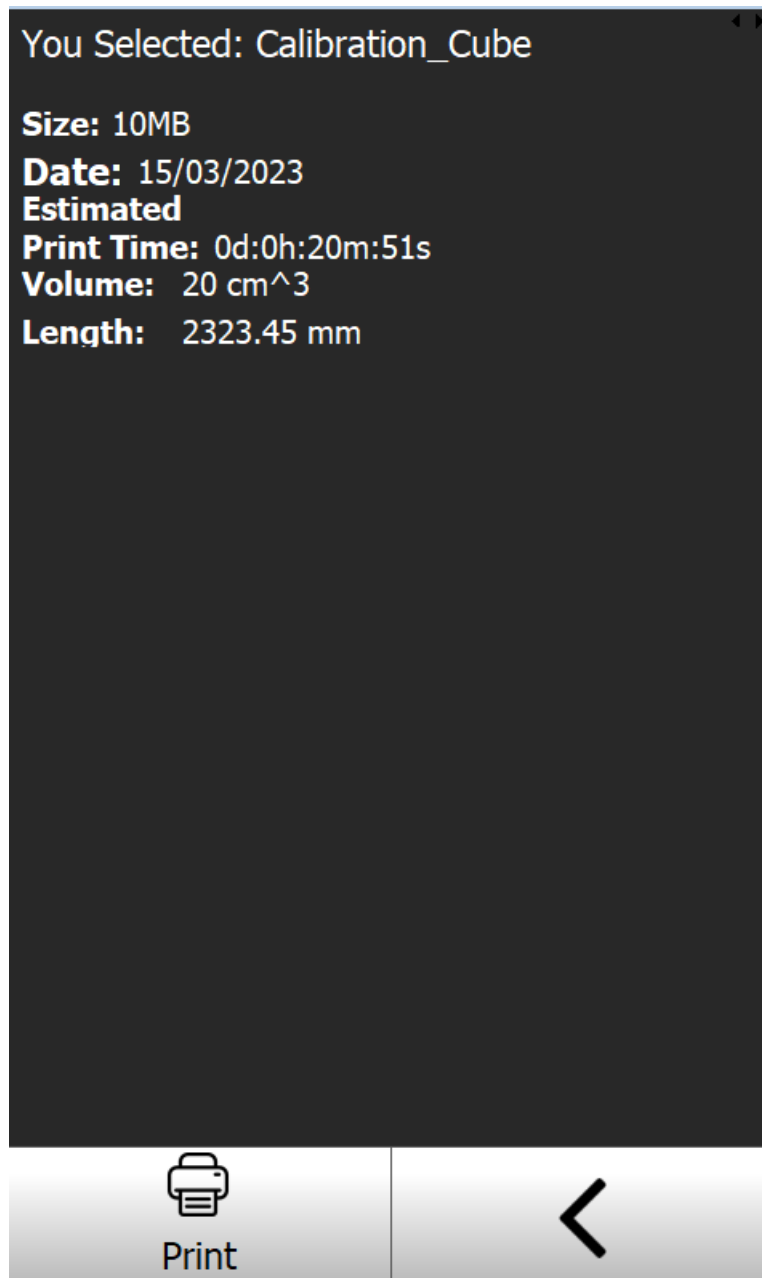 You Selected: Calibration_Cube
Size: 10MB
Date: 15/03/2023
Estimated
Print Time: 0d:0h:20m:51s
Volume: 20 cm^3
Length: 2323.45 mm
Print